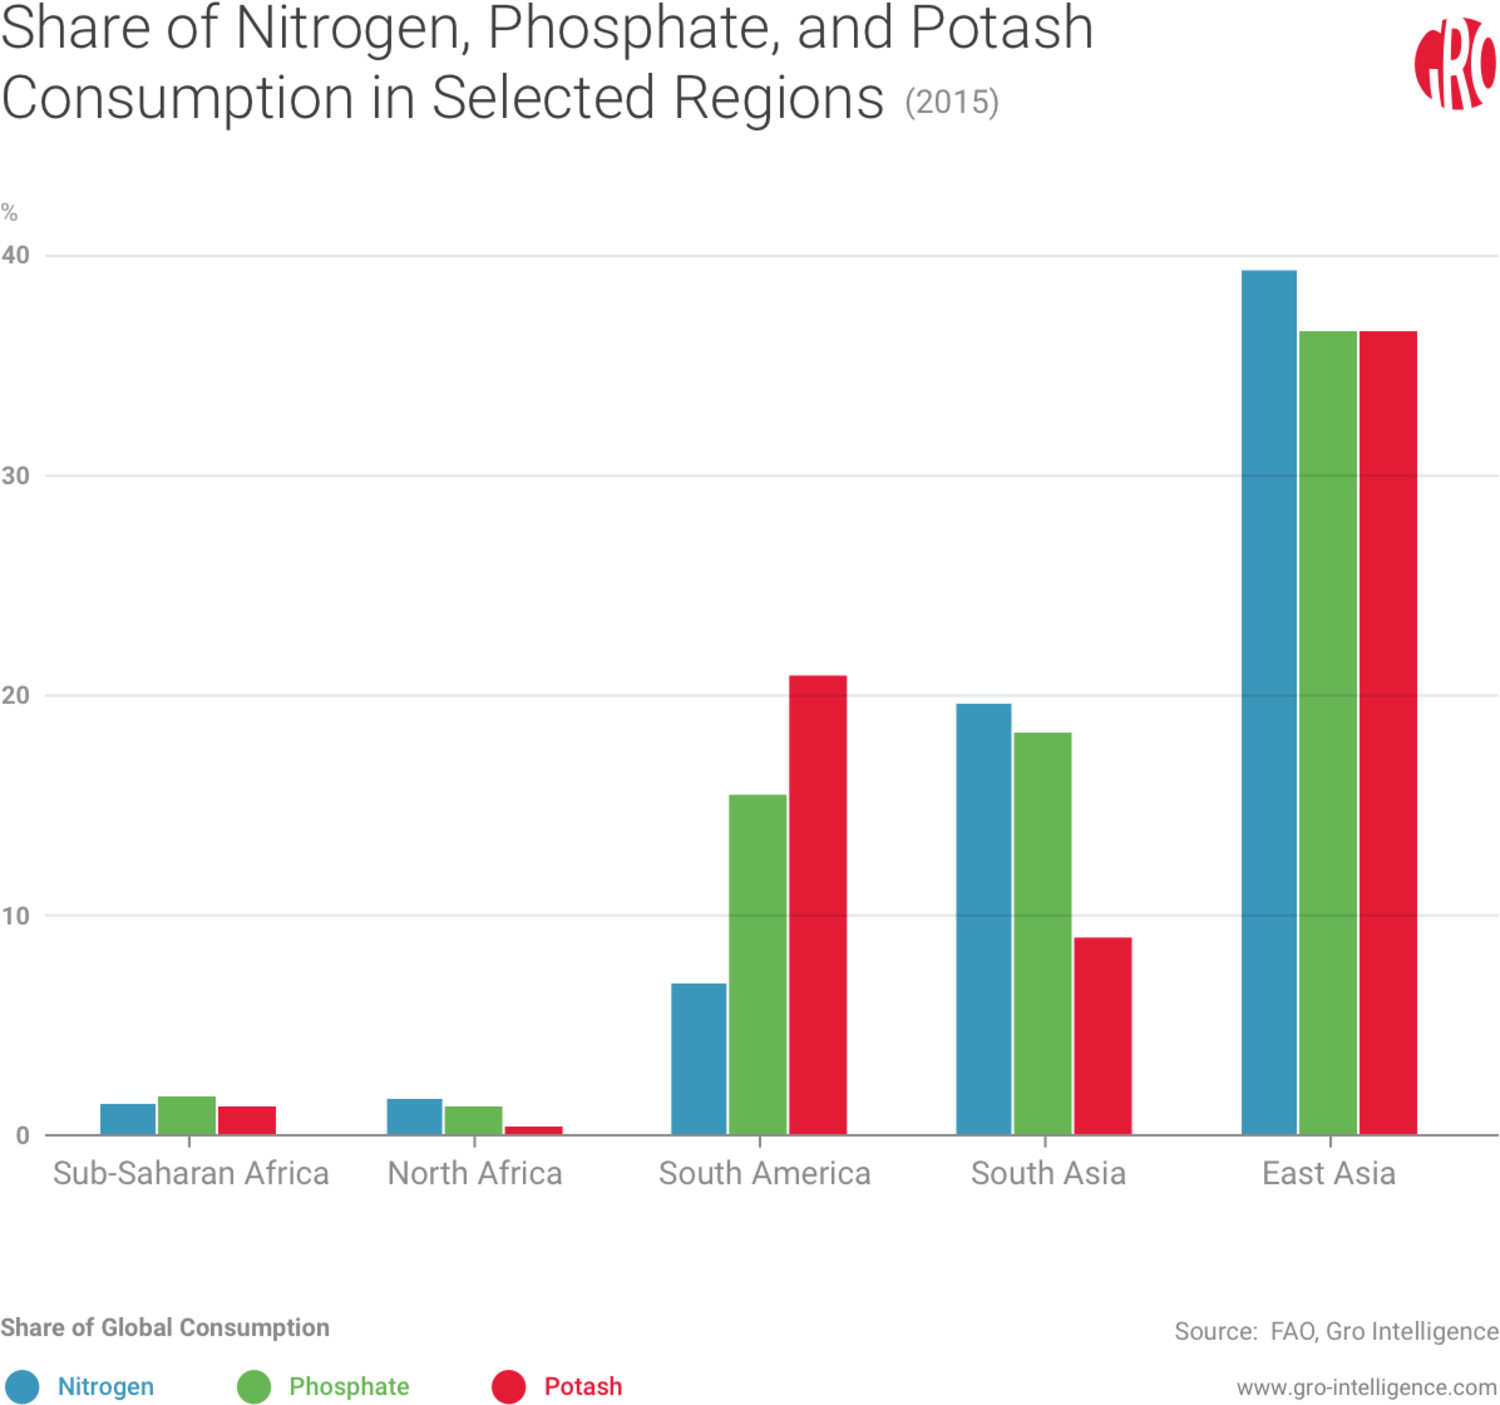 Share of Nitrogen, Phosphate, and Potash
Consumption in Selected Regions (2015)
GRO
%
40
30
20
10
0
Sub-Saharan Africa North Africa South America South Asia East Asia
Share of Global Consumption
Source: FAO, Gro Intelligence
Nitrogen Phosphate Potash
www.gro-intelligence.com